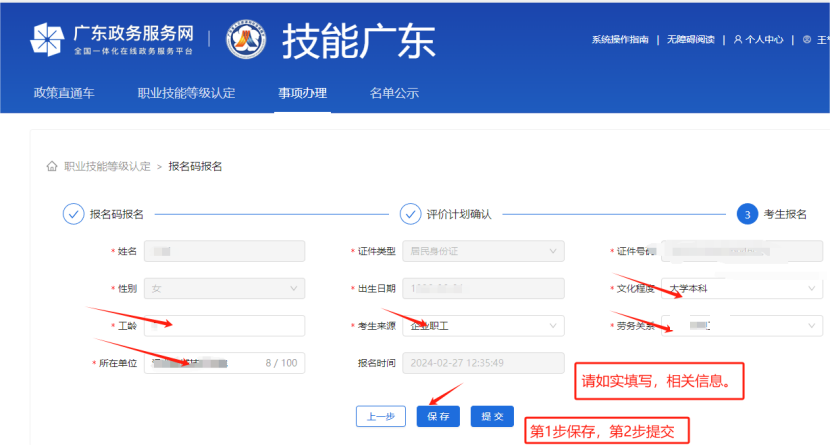 广东政务服务网
全国一体化在线政务服务平台
技能广东
系统操作指南 | 无障碍阅读 | 个人中心 |
政策直通车 职业技能等级认定 事项办理 名单公示
职业技能等级认定 > 报名码报名
报名码报名 评价计划确认 3 考生报名
* 姓名 * 证件类型 居民身份证 * 证件号码
* 性别 女 * 出生日期 * 文化程度 大学本科
* 工龄 * 考生来源 企业职工 * 劳务关系
* 所在单位 8 / 100 报名时间 2024-02-27 12:35:49
请如实填写，相关信息。
上一步 保存 提交
第1步保存，第2步提交